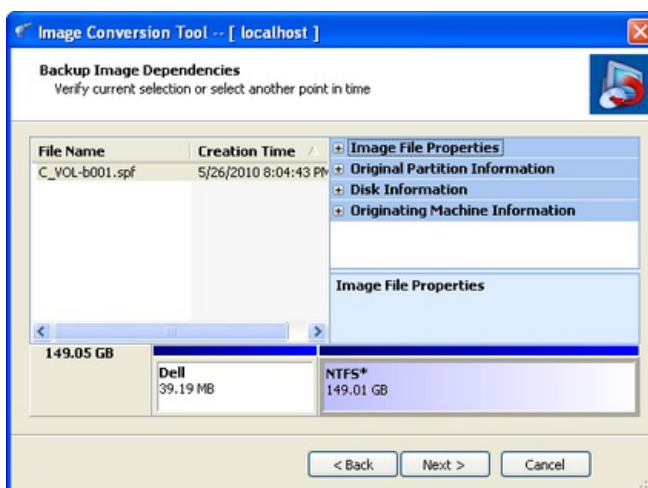 Image Conversion Tool -- [ localhost ]
Backup Image Dependencies
Verify current selection or select another point in time
File Name Creation Time
C_VOL-b001.spf 5/26/2010 8:04:43 PM
Image File Properties
Original Partition Information
Disk Information
Originating Machine Information
Image File Properties
149.05 GB
Dell
39.19 MB
NTFS*
149.01 GB
< Back Next > Cancel